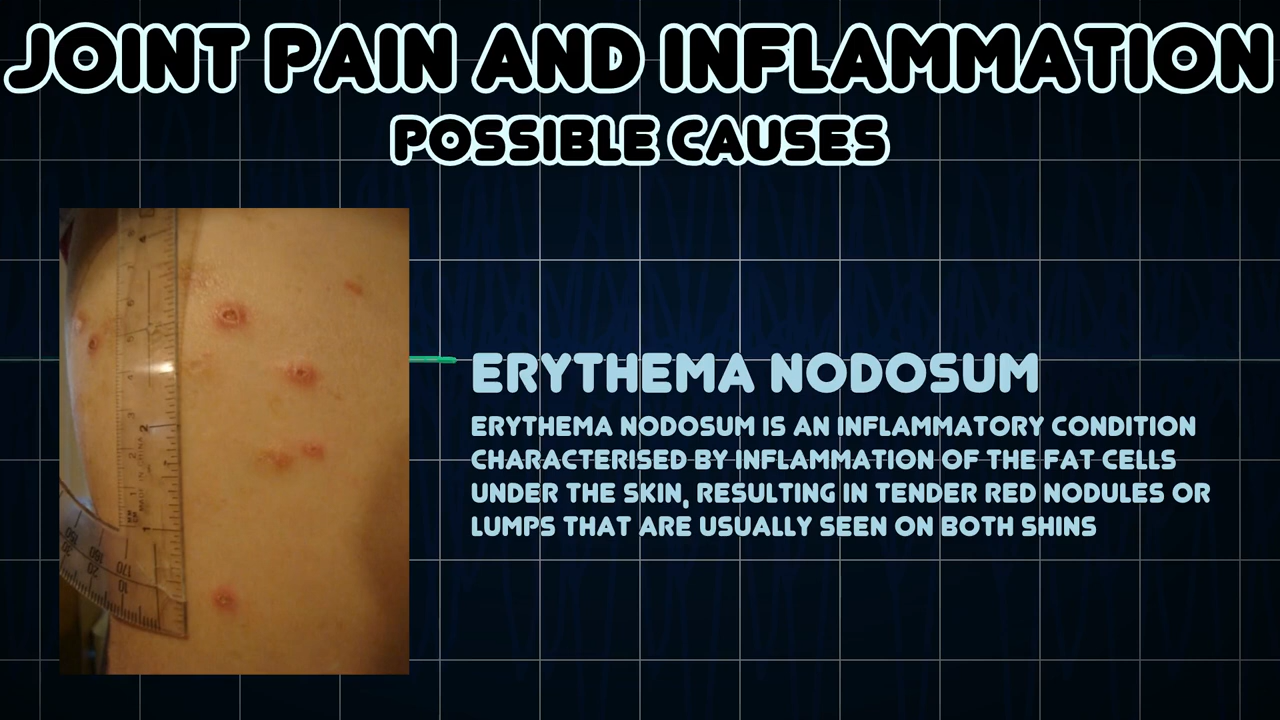 JOINT PAIN AND INFLAMMATION
POSSIBLE CAUSES
ERYTHEMA NODOSUM
ERYTHEMA NODOSUM IS AN INFLAMMATORY CONDITION
CHARACTERISED BY INFLAMMATION OF THE FAT CELLS
UNDER THE SKIN, RESULTING IN TENDER RED NODULES OR
LUMPS THAT ARE USUALLY SEEN ON BOTH SHINS